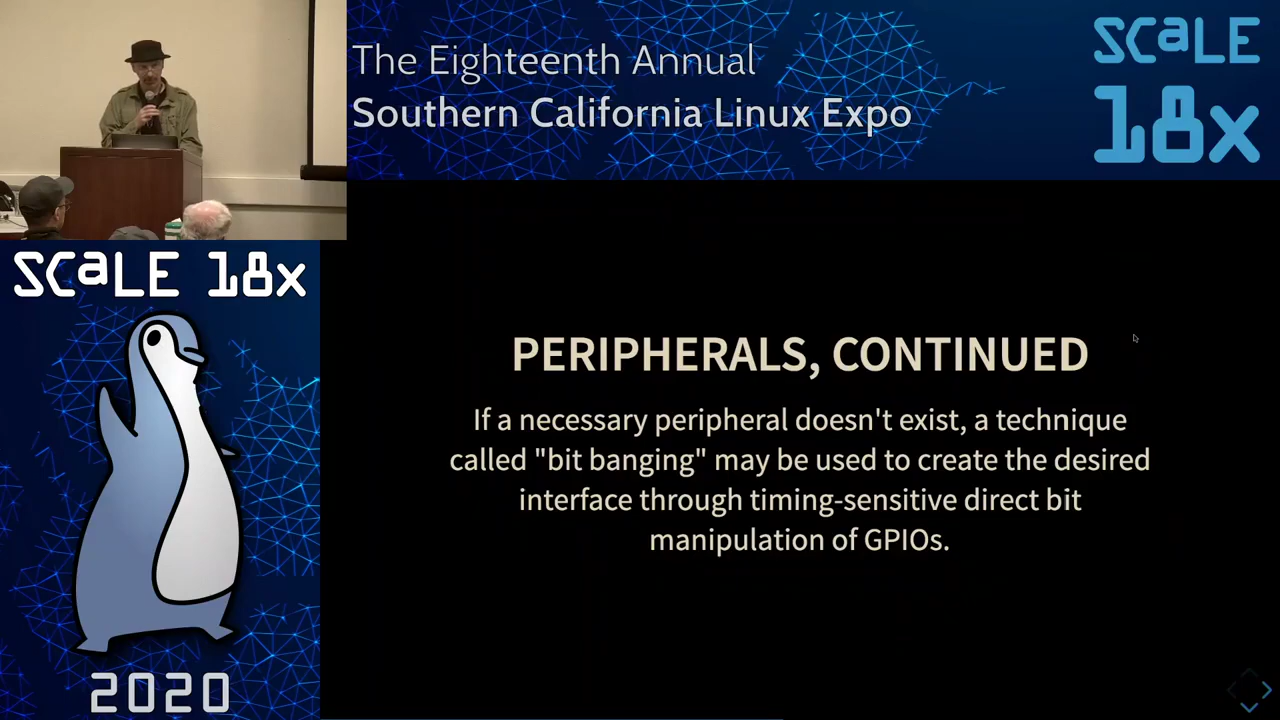 The Eighteenth Annual
Southern California Linux Expo
SCaLE
18x
SCaLE 18x
2020
PERIPHERALS, CONTINUED
If a necessary peripheral doesn't exist, a technique
called "bit banging" may be used to create the desired
interface through timing-sensitive direct bit
manipulation of GPIOs.